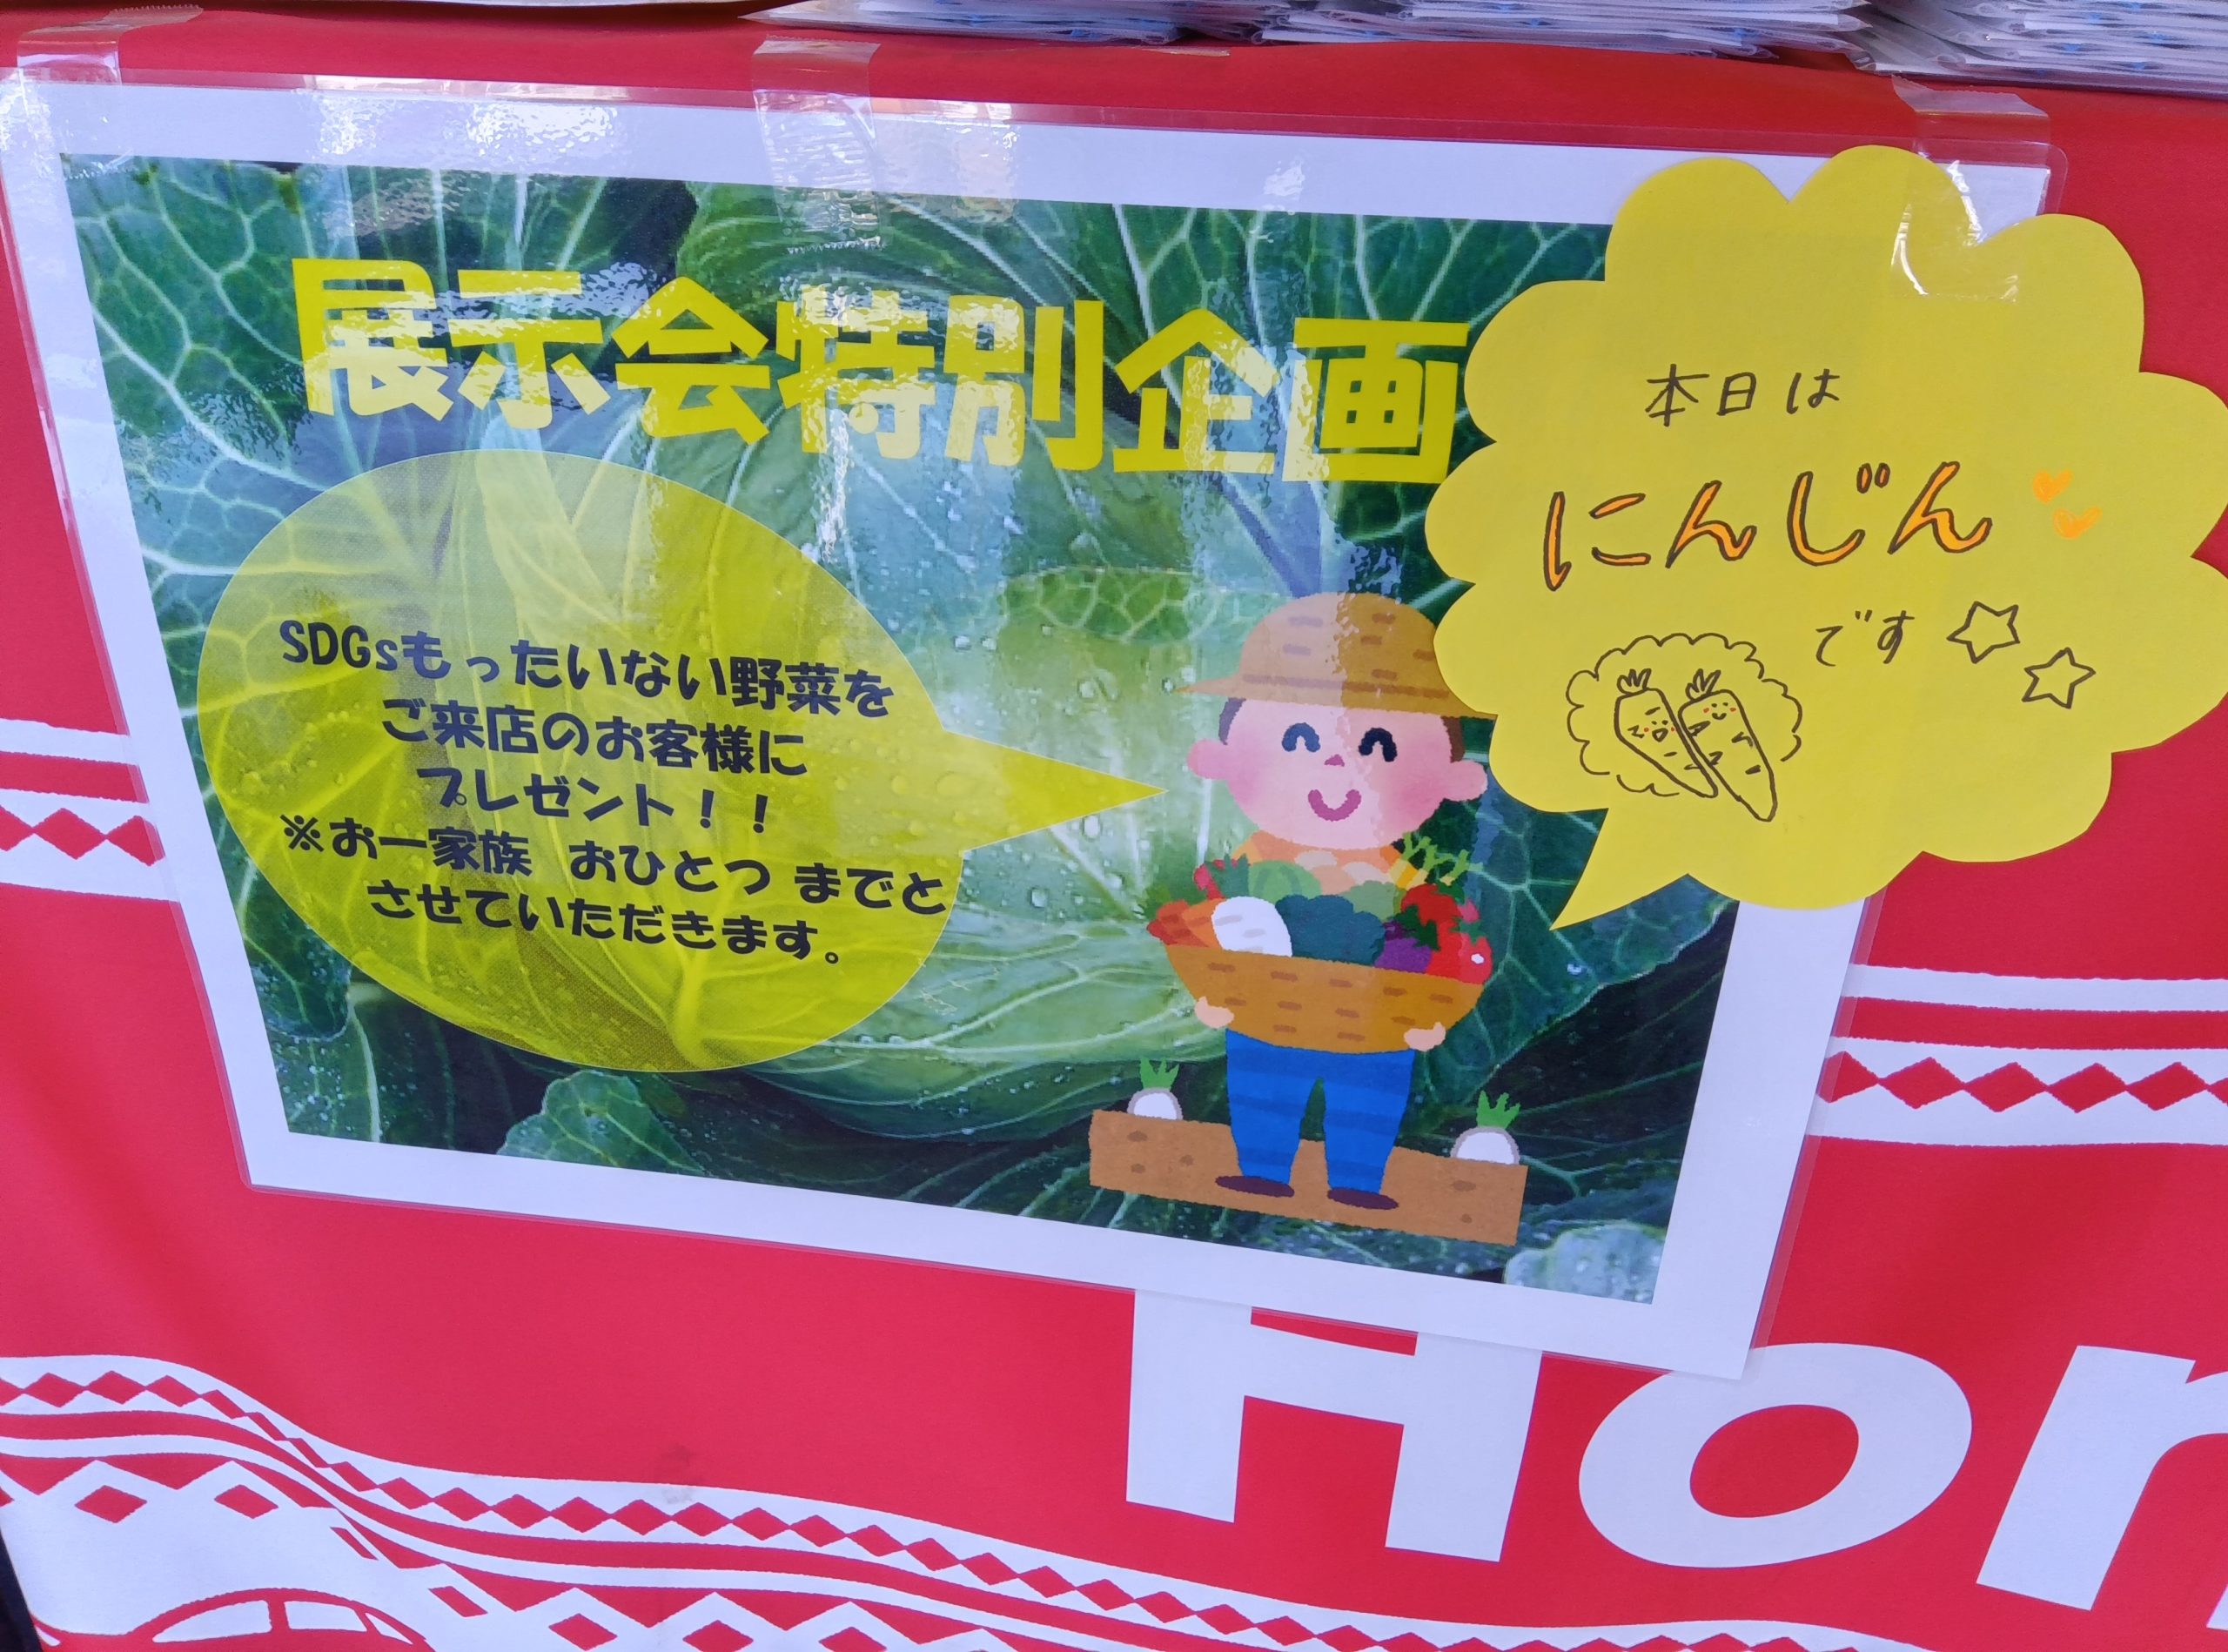 展示会特別企画
SDGsもったいない野菜を
ご来店のお客様に
プレゼント！！
※お一家族 おひとつ までと
させていただきます。
本日は
にんじん
です
Hon